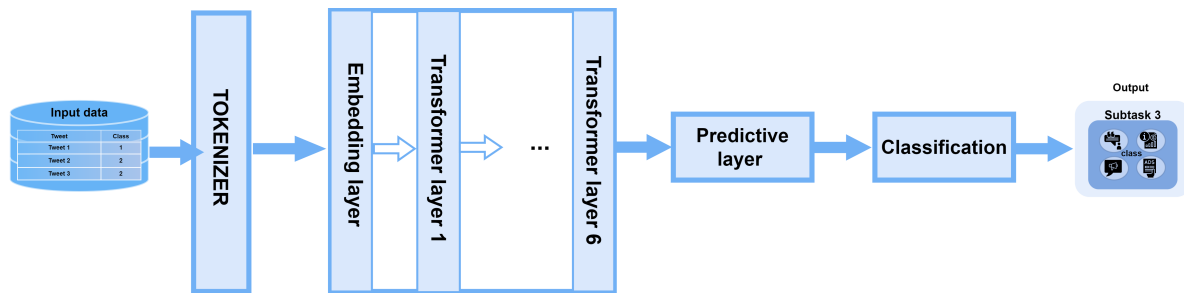 Input data
Tweet Class
Tweet 1 1
Tweet 2 2
Tweet 3 2
TOKENIZER
Embedding layer
Transformer layer 1
...
Transformer layer 6
Predictive
layer
Classification
Output
Subtask 3
class
ADS